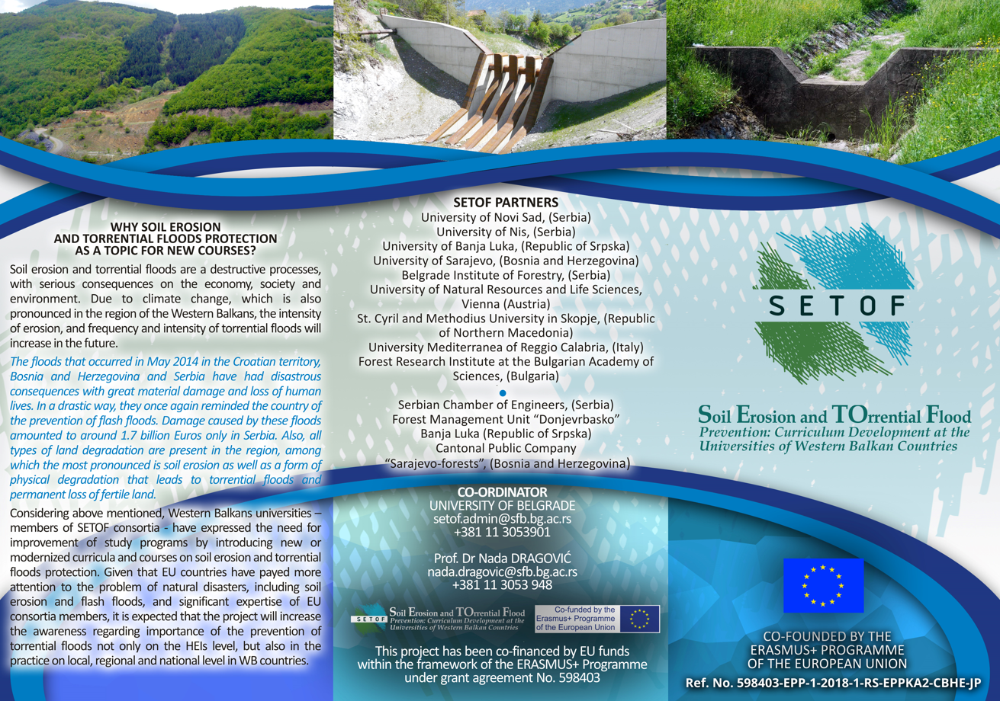 WHY SOIL EROSION
AND TORRENTIAL FLOODS PROTECTION
AS A TOPIC FOR NEW COURSES?
Soil erosion and torrential floods are a destructive processes,
with serious consequences on the economy, society and
environment. Due to climate change, which is also
pronounced in the region of the Western Balkans, the intensity
of erosion, and frequency and intensity of torrential floods will
increase in the future.
The floods that occurred in May 2014 in the Croatian territory,
Bosnia and Herzegovina and Serbia have had disastrous
consequences with great material damage and loss of human
lives. In a drastic way, they once again reminded the country of
the prevention of flash floods. Damage caused by these floods
amounted to around 1.7 billion Euros only in Serbia. Also, all
types of land degradation are present in the region, among
which the most pronounced is soil erosion as well as a form of
physical degradation that leads to torrential floods and
permanent loss of fertile land.
Considering above mentioned, Western Balkans universities –
members of SETOF consortia - have expressed the need for
improvement of study programs by introducing new or
modernized curricula and courses on soil erosion and torrential
floods protection. Given that EU countries have payed more
attention to the problem of natural disasters, including soil
erosion and flash floods, and significant expertise of EU
consortia members, it is expected that the project will increase
the awareness regarding importance of the prevention of
torrential floods not only on the HEIs level, but also in the
practice on local, regional and national level in WB countries.
SETOF PARTNERS
University of Novi Sad, (Serbia)
University of Nis, (Serbia)
University of Banja Luka, (Republic of Srpska)
University of Sarajevo, (Bosnia and Herzegovina)
Belgrade Institute of Forestry, (Serbia)
University of Natural Resources and Life Sciences,
Vienna (Austria)
St. Cyril and Methodius University in Skopje, (Republic
of Northern Macedonia)
University Mediterranea of Reggio Calabria, (Italy)
Forest Research Institute at the Bulgarian Academy of
Sciences, (Bulgaria)
Serbian Chamber of Engineers, (Serbia)
Forest Management Unit “Donjevrbasko”
Banja Luka (Republic of Srpska)
Cantonal Public Company
“Sarajevo-forests”, (Bosnia and Herzegovina)
CO-ORDINATOR
UNIVERSITY OF BELGRADE
setof.admin@sfb.bg.ac.rs
+381 11 3053901
Prof. Dr Nada DRAGOVIĆ
nada.dragovic@sfb.bg.ac.rs
+381 11 3053 948
SETOF
Soil Erosion and TOrrential Flood
Prevention: Curriculum Development at the
Universities of Western Balkan Countries
Co-funded by the
Erasmus+ Programme
of the European Union
This project has been co-financed by EU funds
within the framework of the ERASMUS+ Programme
under grant agreement No. 598403
SETOF
Soil Erosion and TOrrential Flood
Prevention: Curriculum Development at the
Universities of Western Balkan Countries
CO-FOUNDED BY THE
ERASMUS+ PROGRAMME
OF THE EUROPEAN UNION
Ref. No. 598403-EPP-1-2018-1-RS-EPPKA2-CBHE-JP